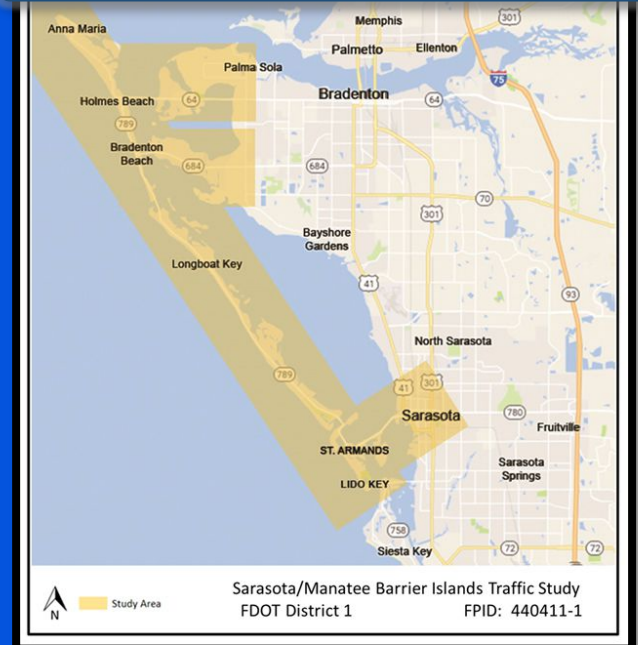 301
Memphis
Anna Maria
Palmetto
Ellenton
Palma Sola
75
Bradenton
Holmes Beach
64
64
789
Bradenton
Beach
684
684
70
301
Bayshore
Gardens
Longboat Key
41
93
North Sarasota
789
41
301
Sarasota
780
Fruitville
ST. ARMANDS
Sarasota
Springs
LIDO KEY
758
Siesta Key
72
72
N
Study Area
Sarasota/Manatee Barrier Islands Traffic Study
FDOT District 1 FPID: 440411-1